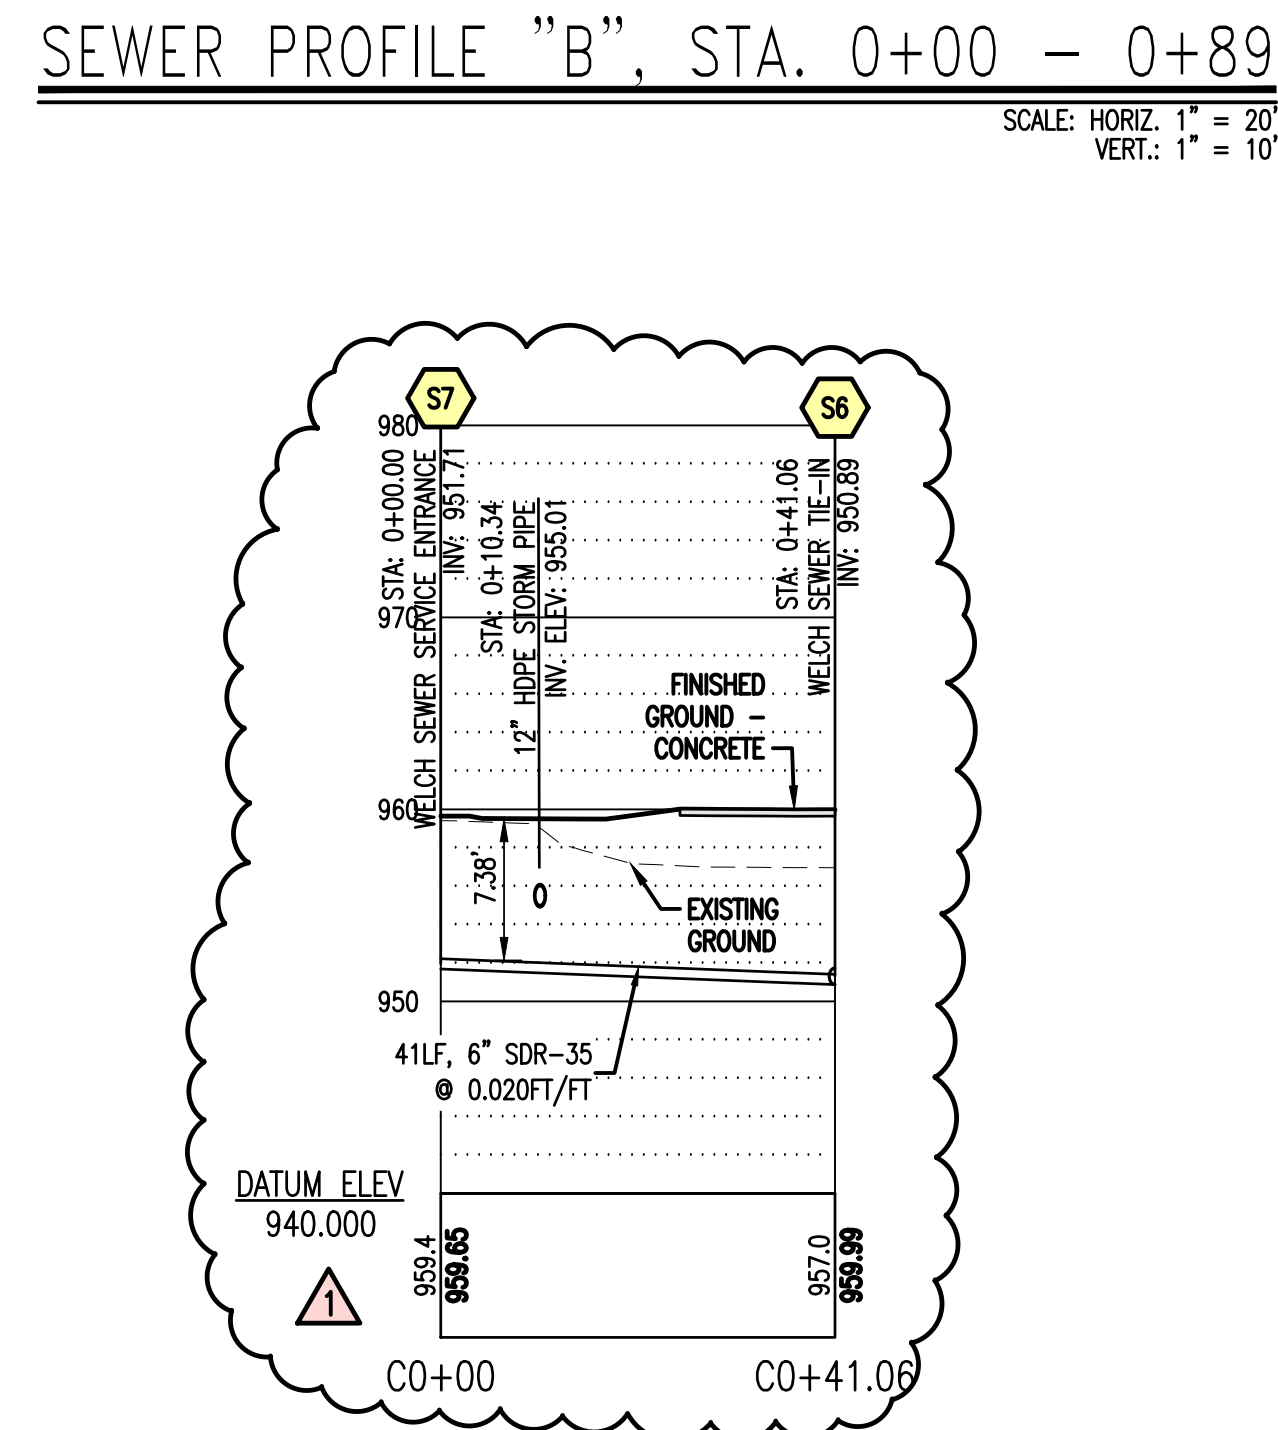 SEWER PROFILE "B", STA. 0+00 - 0+89
SCALE: HORIZ. 1" = 20'
VERT.: 1" = 10'
S7
S6
980
970
960
950
STA: 0+00.00
WELCH SEWER SERVICE ENTRANCE
INV: 951.71
STA: 0+10.34
12" HDPE STORM PIPE
INV. ELEV: 955.01
STA: 0+41.06
WELCH SEWER TIE-IN
INV: 950.89
FINISHED
GROUND -
CONCRETE
7.38'
EXISTING
GROUND
41LF, 6" SDR-35
@ 0.020FT/FT
DATUM ELEV
940.000
1
959.4
959.65
957.0
959.99
C0+00
C0+41.06